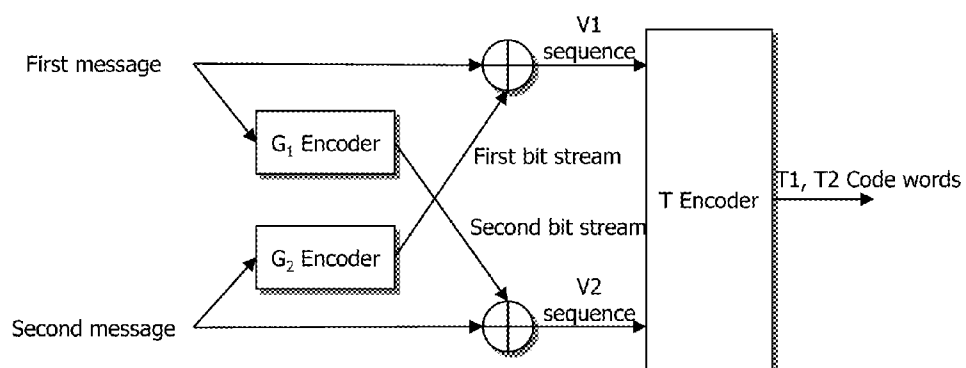 V1
sequence
First message
G₁ Encoder
First bit stream
T Encoder
T1, T2 Code words
Second bit stream
G₂ Encoder
V2
sequence
Second message